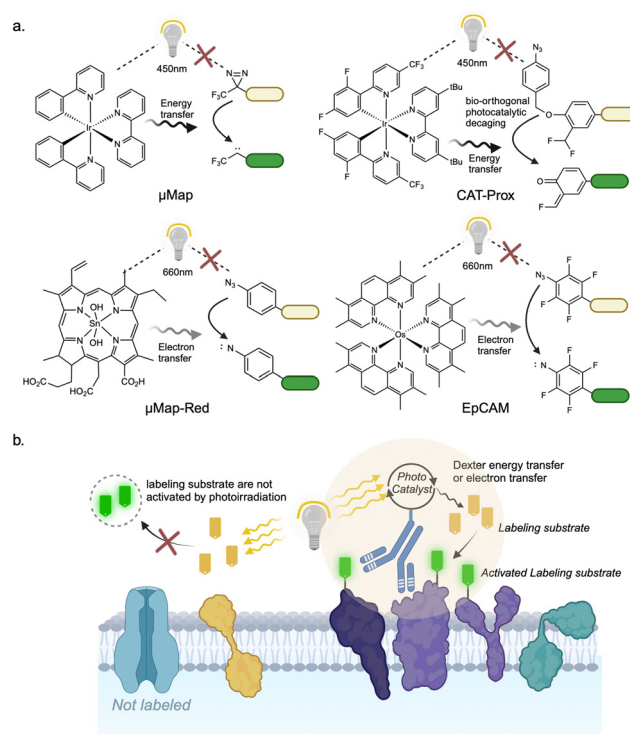 a.
450nm
N
N
F₃C
Energy
transfer
Ir
N
N
N
N
F₃C
µMap
450nm
N₃
CF₃
F
F
tBu
N
N
Ir
N
N
F
F
tBu
CF₃
bio-orthogonal
photocatalytic
decaging
Energy
transfer
O
F
F
O
F
CAT-Prox
660nm
N₃
OH
N
N
Sn
N
N
OH
HO₂C
HO₂C
CO₂H
Electron
transfer
:N
µMap-Red
660nm
N₃
F
F
F
F
N
N
N
N
Os
N
N
Electron
transfer
:N
F
F
F
F
EpCAM
b.
labeling substrate are not
activated by photoirradiation
Photo
Catalyst
Dexter energy transfer
or electron transfer
Labeling substrate
Activated Labeling substrate
Not labeled